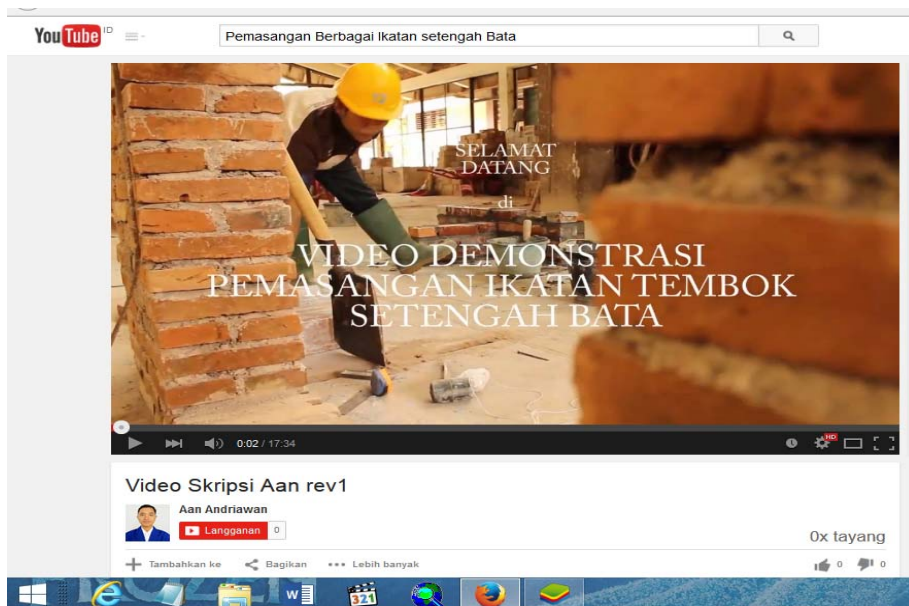 YouTube ID
Pemasangan Berbagai Ikatan setengah Bata
SELAMAT
DATANG
di
VIDEO DEMONSTRASI
PEMASANGAN IKATAN TEMBOK
SETENGAH BATA
0:02 / 17:34
HD
Video Skripsi Aan rev1
Aan Andriawan
Langganan 0
0x tayang
Tambahkan ke Bagikan Lebih banyak
0 0
W 321